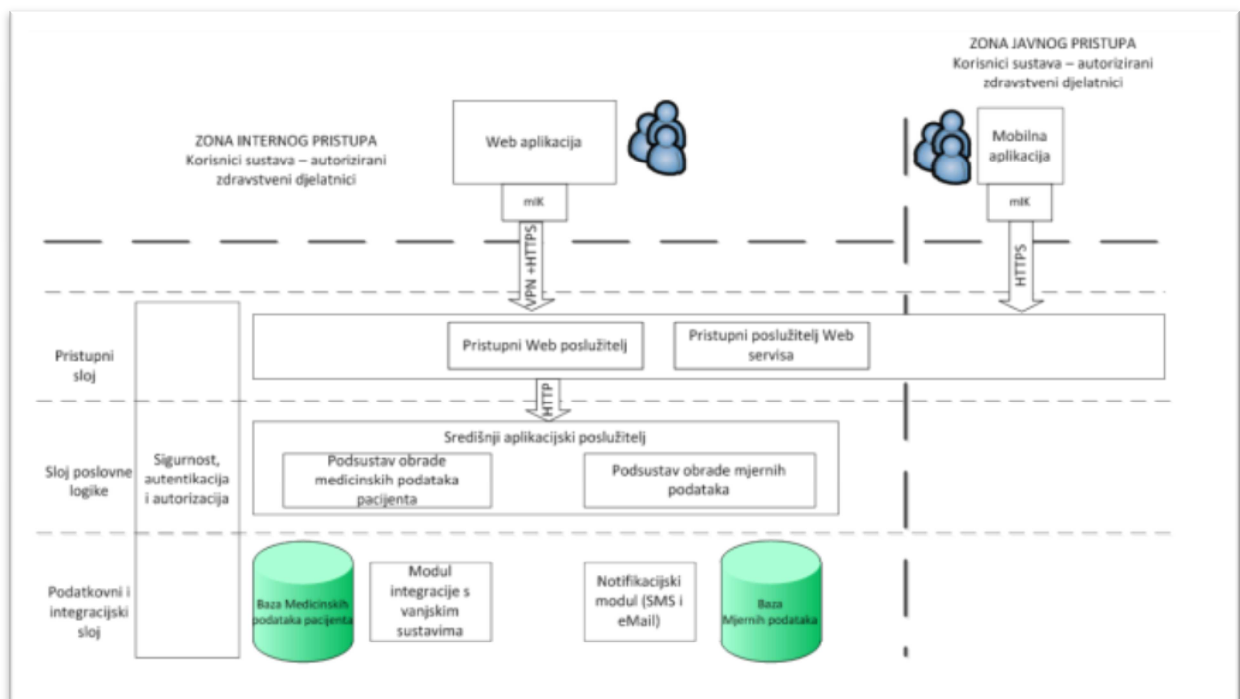 ZONA JAVNOG PRISTUPA
Korisnici sustava – autorizirani
zdravstveni djelatnici
ZONA INTERNOG PRISTUPA
Korisnici sustava – autorizirani
zdravstveni djelatnici
Web aplikacija
mIK
Mobilna
aplikacija
mIK
VPN +HTTPS
HTTPS
Pristupni
sloj
Pristupni Web poslužitelj
Pristupni poslužitelj Web
servisa
HTTP
Sloj poslovne
logike
Sigurnost,
autentikacija
i autorizacija
Središnji aplikacijski poslužitelj
Podsustav obrade
medicinskih podataka
pacijenta
Podsustav obrade mjernih
podataka
Podatkovni i
integracijski
sloj
Baza Medicinskih
podataka pacijenta
Modul
integracije s
vanjskim
sustavima
Notifikacijski
modul (SMS i
eMail)
Baza
Mjernih podataka